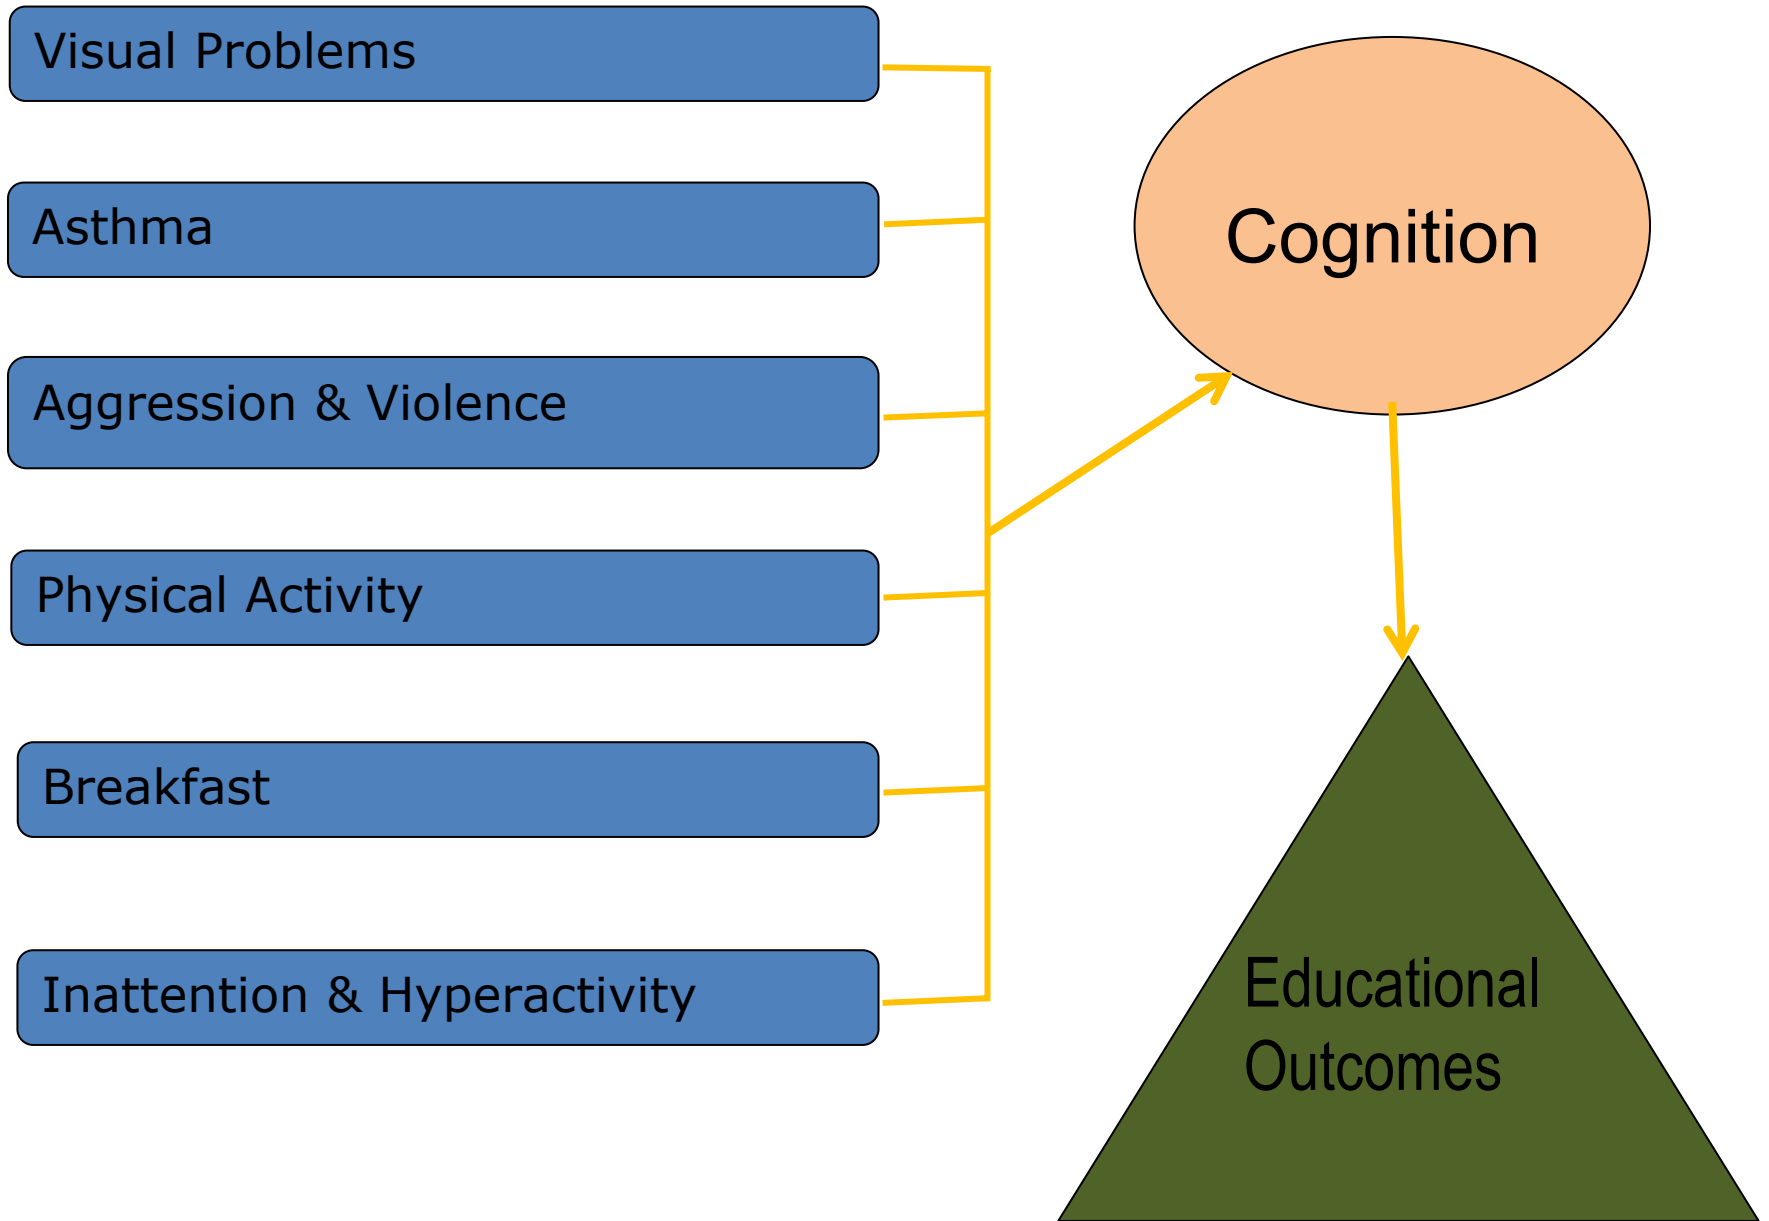 Visual Problems
Asthma
Aggression & Violence
Physical Activity
Breakfast
Inattention & Hyperactivity
Cognition
Educational
Outcomes